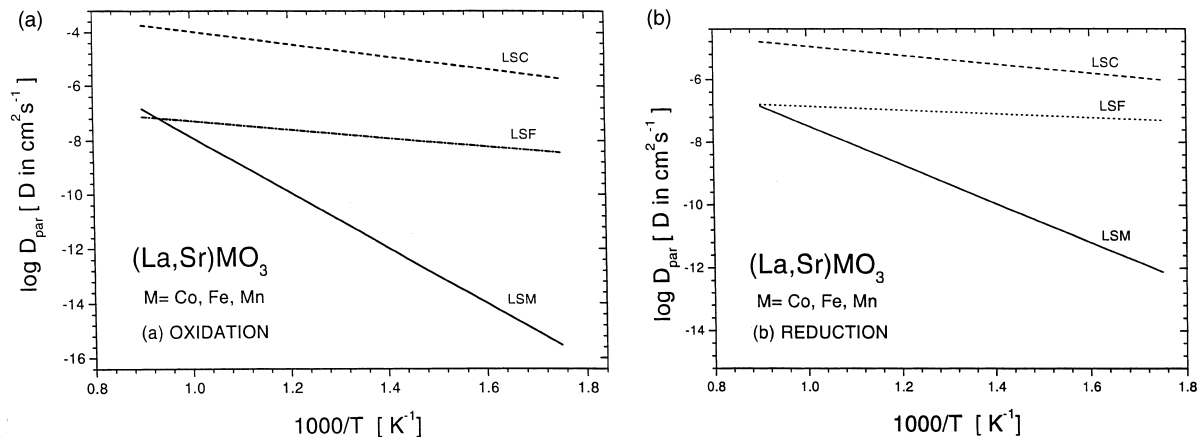 (a)
-4
-6
-8
-10
-12
-14
-16
log D_par [ D in cm²s⁻¹ ]
LSC
LSF
LSM
(La,Sr)MO₃
M= Co, Fe, Mn
(a) OXIDATION
0.8 1.0 1.2 1.4 1.6 1.8
1000/T [ K⁻¹ ]
(b)
-6
-8
-10
-12
-14
log D_par [ D in cm²s⁻¹ ]
LSC
LSF
LSM
(La,Sr)MO₃
M= Co, Fe, Mn
(b) REDUCTION
0.8 1.0 1.2 1.4 1.6 1.8
1000/T [ K⁻¹ ]